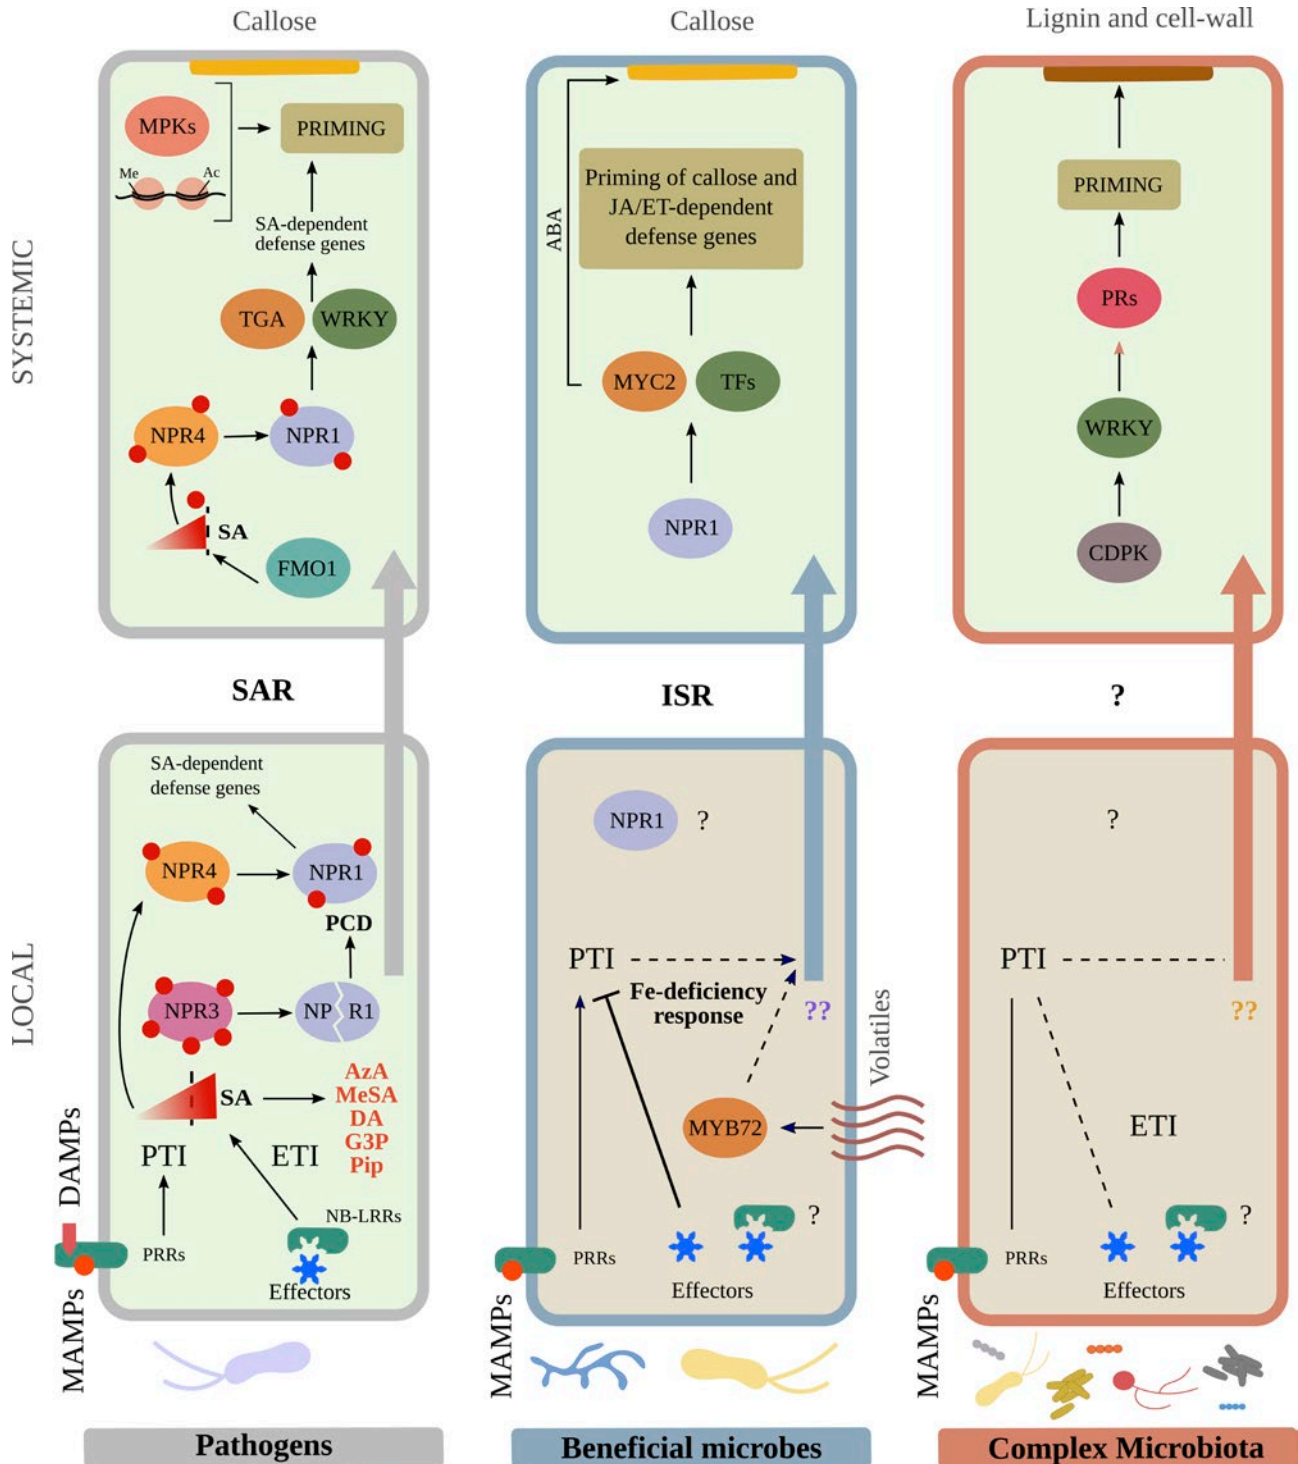 Callose
Callose
Lignin and cell-wall
SYSTEMIC
LOCAL
MPKs
PRIMING
Me
Ac
SA-dependent
defense genes
TGA
WRKY
NPR4
NPR1
SA
FMO1
SAR
SA-dependent
defense genes
NPR4
NPR1
PCD
NPR3
NP R1
SA
AzA
MeSA
DA
G3P
Pip
PTI
ETI
DAMPs
MAMPs
PRRs
NB-LRRs
Effectors
Pathogens
ABA
Priming of callose and
JA/ET-dependent
defense genes
MYC2
TFs
NPR1
ISR
NPR1
?
PTI
Fe-deficiency
response
??
Volatiles
MYB72
?
MAMPs
PRRs
Effectors
Beneficial microbes
PRIMING
PRs
WRKY
CDPK
?
?
PTI
??
ETI
?
MAMPs
PRRs
Effectors
Complex Microbiota